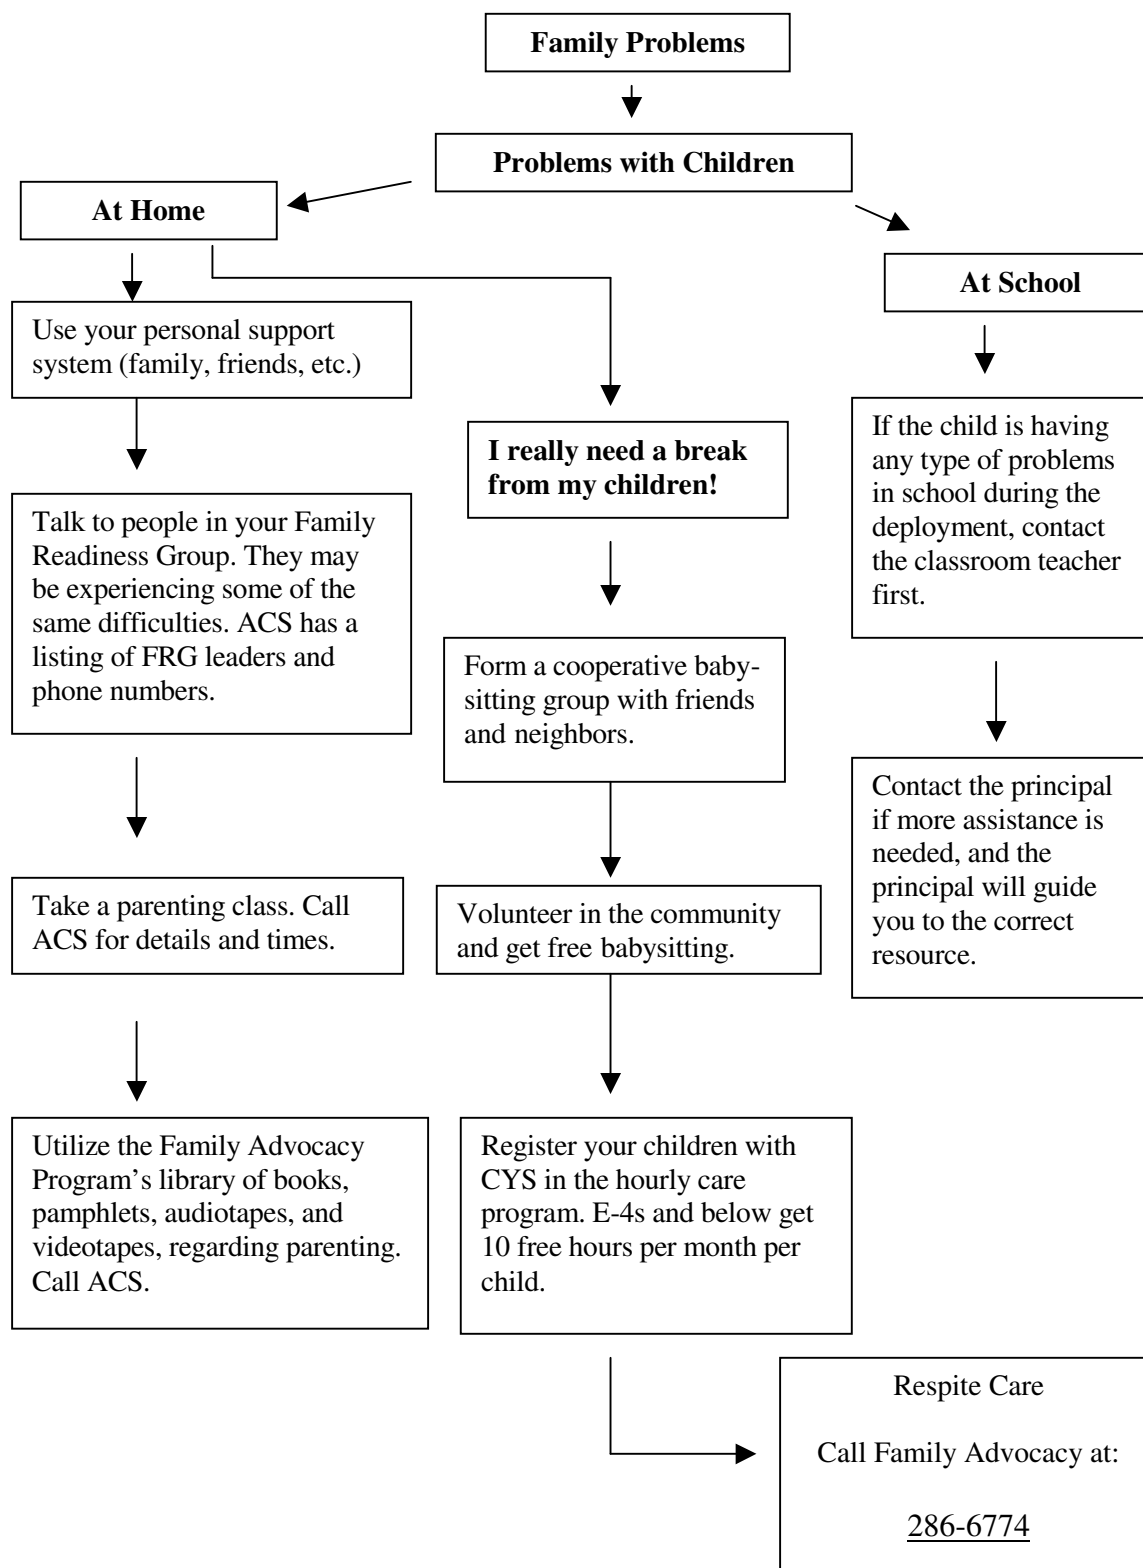 Family Problems
Problems with Children
At Home
Use your personal support
system (family, friends, etc.)
Talk to people in your Family
Readiness Group. They may
be experiencing some of the
same difficulties. ACS has a
listing of FRG leaders and
phone numbers.
Take a parenting class. Call
ACS for details and times.
Utilize the Family Advocacy
Program’s library of books,
pamphlets, audiotapes, and
videotapes, regarding parenting.
Call ACS.
I really need a break
from my children!
Form a cooperative baby-
sitting group with friends
and neighbors.
Volunteer in the community
and get free babysitting.
Register your children with
CYS in the hourly care
program. E-4s and below get
10 free hours per month per
child.
Respite Care
Call Family Advocacy at:
286-6774
At School
If the child is having
any type of problems
in school during the
deployment, contact
the classroom teacher
first.
Contact the principal
if more assistance is
needed, and the
principal will guide
you to the correct
resource.